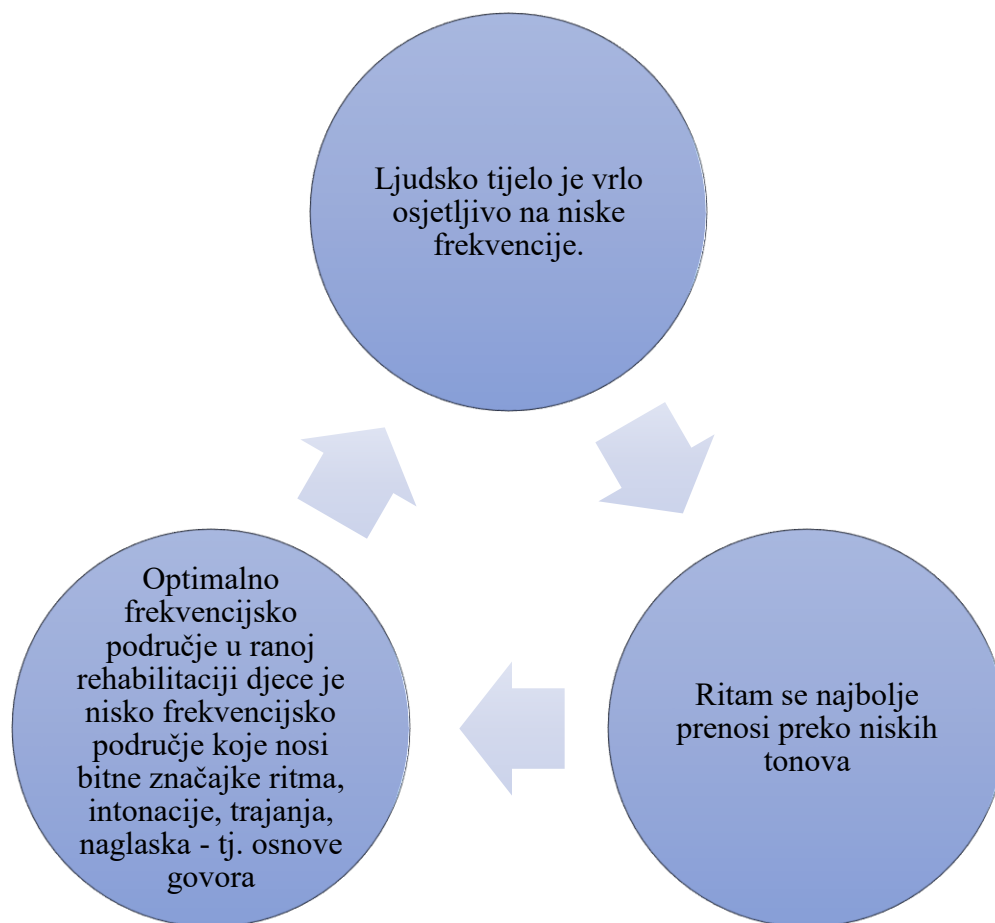 Ljudsko tijelo je vrlo
osjetljivo na niske
frekvencije.
Ritam se najbolje
prenosi preko niskih
tonova
Optimalno
frekvencijsko
područje u ranoj
rehabilitaciji djece je
nisko frekvencijsko
područje koje nosi
bitne značajke ritma,
intonacije, trajanja,
naglaska - tj. osnove
govora